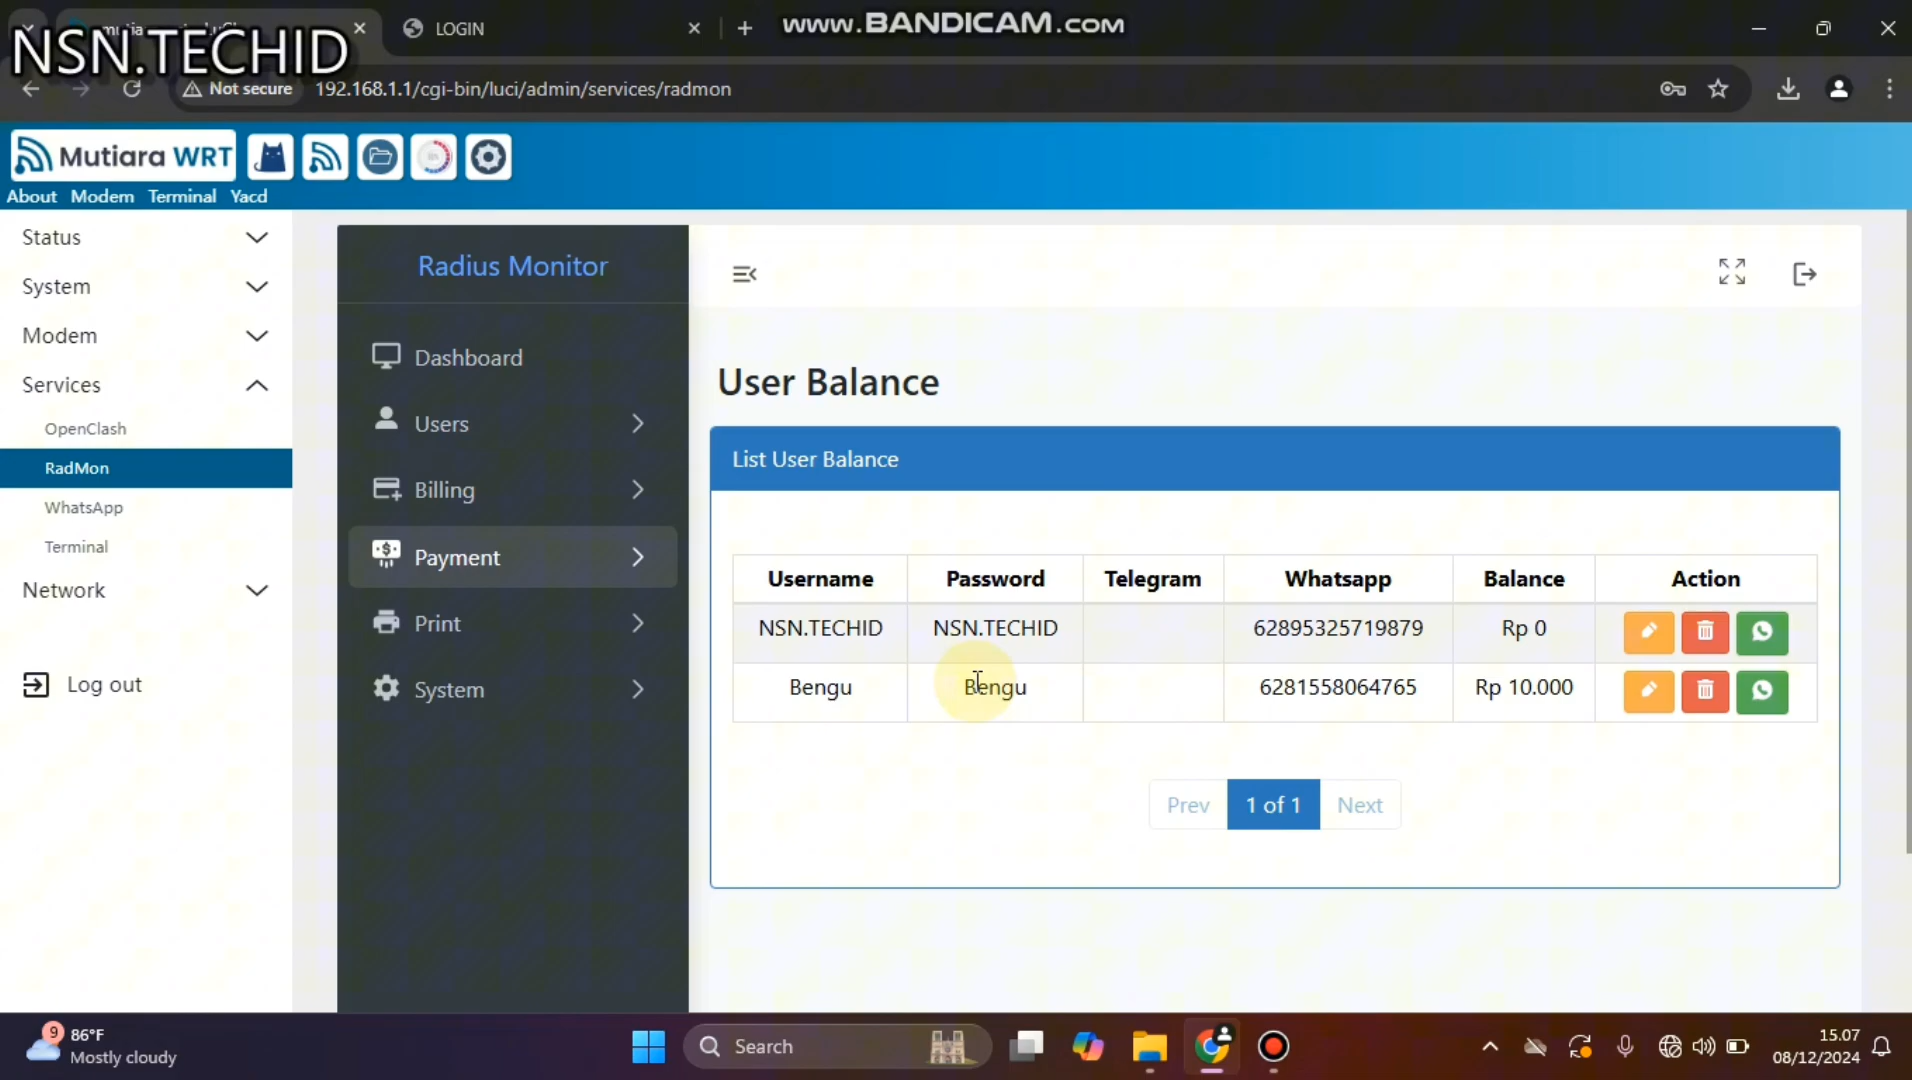 LOGIN
www.BANDICAM.com
NSN.TECHID
Not secure
192.168.1.1/cgi-bin/luci/admin/services/radmon
Mutiara WRT
About Modem Terminal Yacd
Status
System
Modem
Services
OpenClash
RadMon
WhatsApp
Terminal
Network
Log out
Radius Monitor
Dashboard
Users
Billing
Payment
Print
System
User Balance
List User Balance
Username Password Telegram Whatsapp Balance Action
NSN.TECHID NSN.TECHID 62895325719879 Rp 0
Bengu Bengu 6281558064765 Rp 10.000
Prev 1 of 1 Next
9
86°F
Mostly cloudy
Search
15.07
08/12/2024